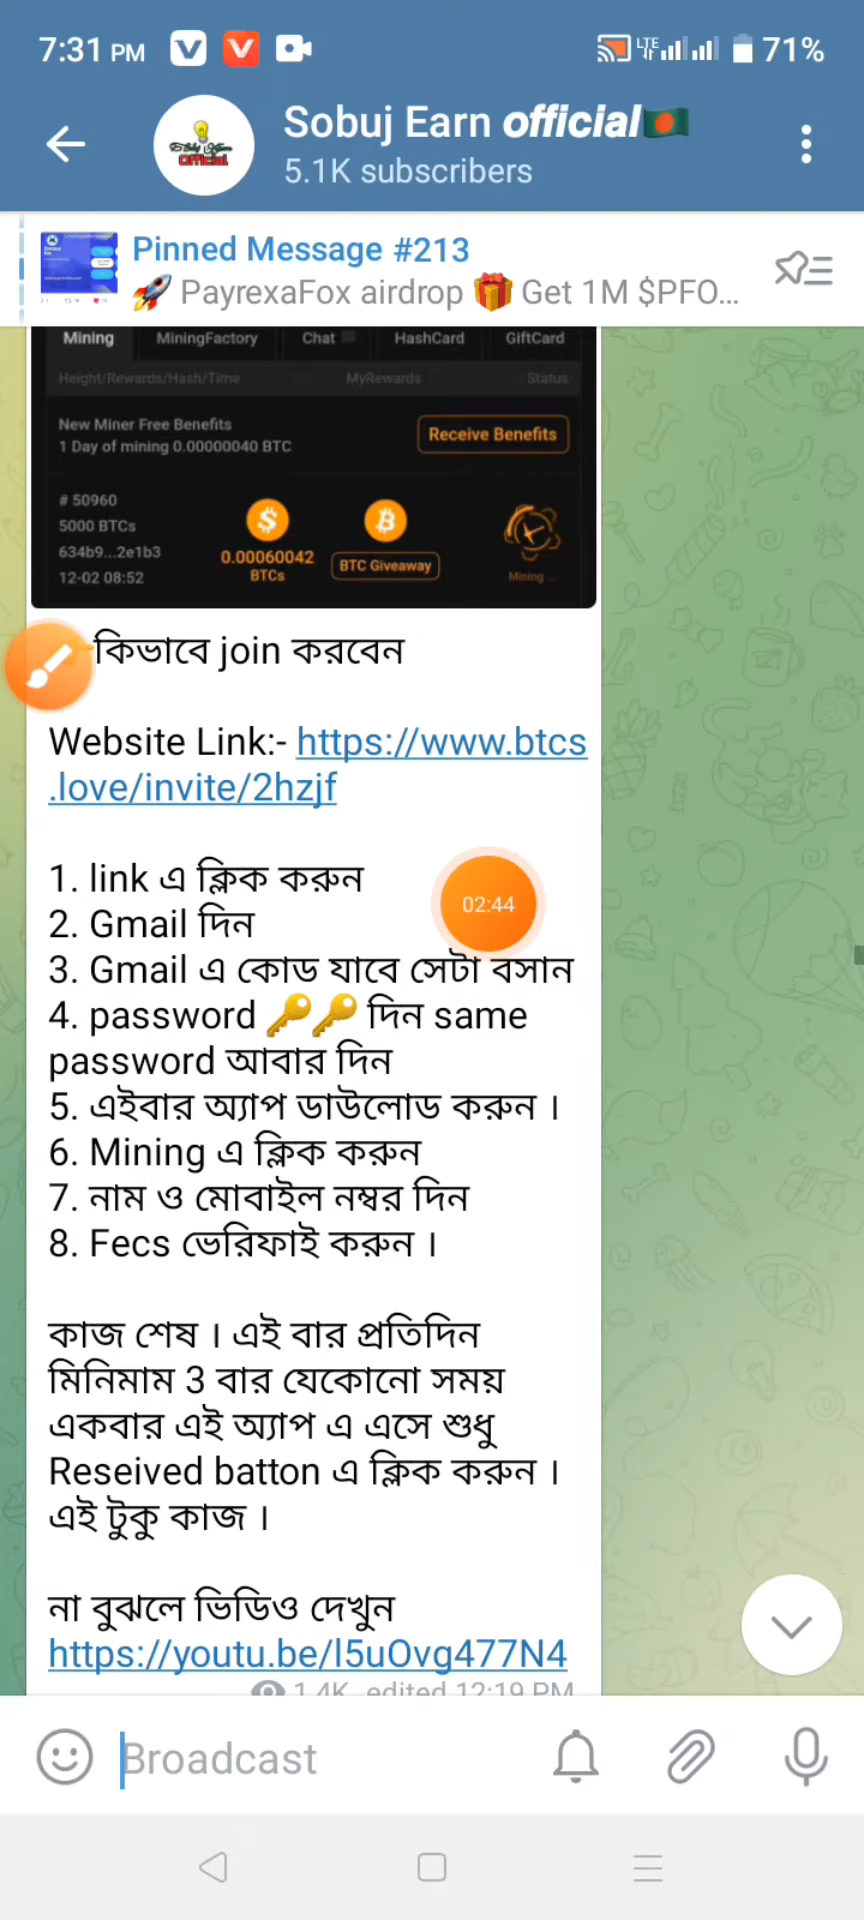 7:31 PM
LTE
71%
Sobuj Earn official🇧🇩
5.1K subscribers
Pinned Message #213
🚀 PayrexaFox airdrop 🎁 Get 1M $PFO...
Mining MiningFactory Chat HashCard GiftCard
Height/Rewards/Hash/Time MyRewards Status
New Miner Free Benefits
1 Day of mining 0.00000040 BTC
Receive Benefits
# 50960
5000 BTCs
634b9...2e1b3
12-02 08:52
0.00060042
BTCs
BTC Giveaway
Mining ...
কিভাবে join করবেন
Website Link:- https://www.btcs
.love/invite/2hzjf
1. link এ ক্লিক করুন
2. Gmail দিন
02:44
3. Gmail এ কোড যাবে সেটা বসান
4. password 🔑🔑 দিন same
password আবার দিন
5. এইবার অ্যাপ ডাউলোড করুন ।
6. Mining এ ক্লিক করুন
7. নাম ও মোবাইল নম্বর দিন
8. Fecs ভেরিফাই করুন ।
কাজ শেষ । এই বার প্রতিদিন
মিনিমাম 3 বার যেকোনো সময়
একবার এই অ্যাপ এ এসে শুধু
Reseived batton এ ক্লিক করুন ।
এই টুকু কাজ ।
না বুঝলে ভিডিও দেখুন
https://youtu.be/l5uOvg477N4
1.4K edited 12:19 PM
Broadcast